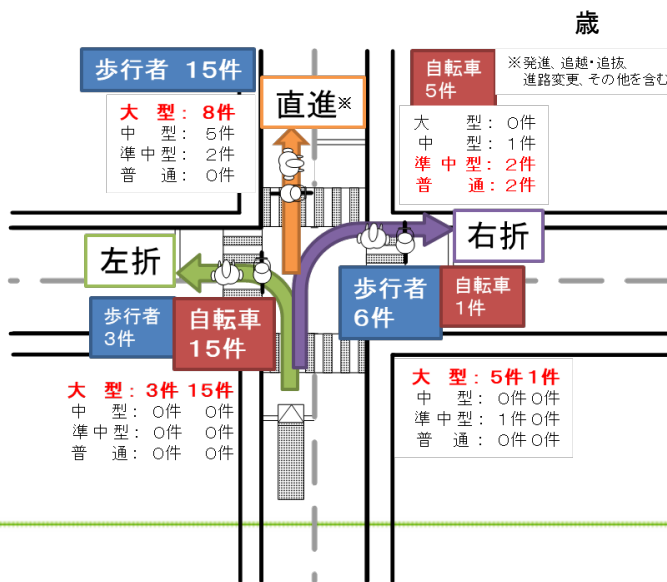 歳
歩行者 15件
大 型: 8件
中 型: 5件
準中型: 2件
普 通: 0件
直進※
自転車
5件
※発進、追越・追抜、
進路変更、その他を含む
大 型: 0件
中 型: 1件
準中型: 2件
普 通: 2件
左折
右折
歩行者
3件
自転車
15件
歩行者
6件
自転車
1件
大 型: 3件 15件
中 型: 0件 0件
準中型: 0件 0件
普 通: 0件 0件
大 型: 5件 1件
中 型: 0件 0件
準中型: 1件 0件
普 通: 0件 0件